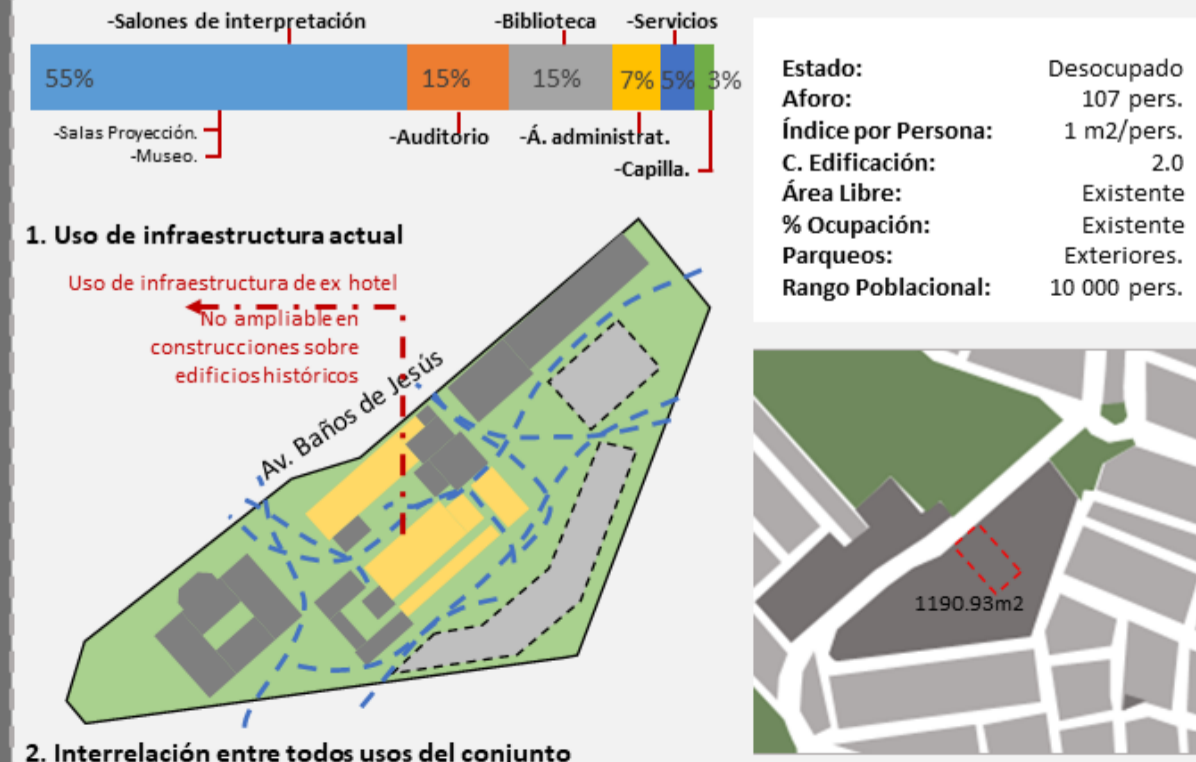 -Salones de interpretación
-Biblioteca
-Servicios
55%
15%
15%
7%
5%
3%
-Salas Proyección.
-Museo.
-Auditorio
-Á. administrat.
-Capilla.
Estado: Desocupado
Aforo: 107 pers.
Índice por Persona: 1 m2/pers.
C. Edificación: 2.0
Área Libre: Existente
% Ocupación: Existente
Parqueos: Exteriores.
Rango Poblacional: 10 000 pers.
1. Uso de infraestructura actual
Uso de infraestructura de ex hotel
No ampliable en
construcciones sobre
edificios históricos
Av. Baños de Jesús
1190.93m2
2. Interrelación entre todos usos del conjunto